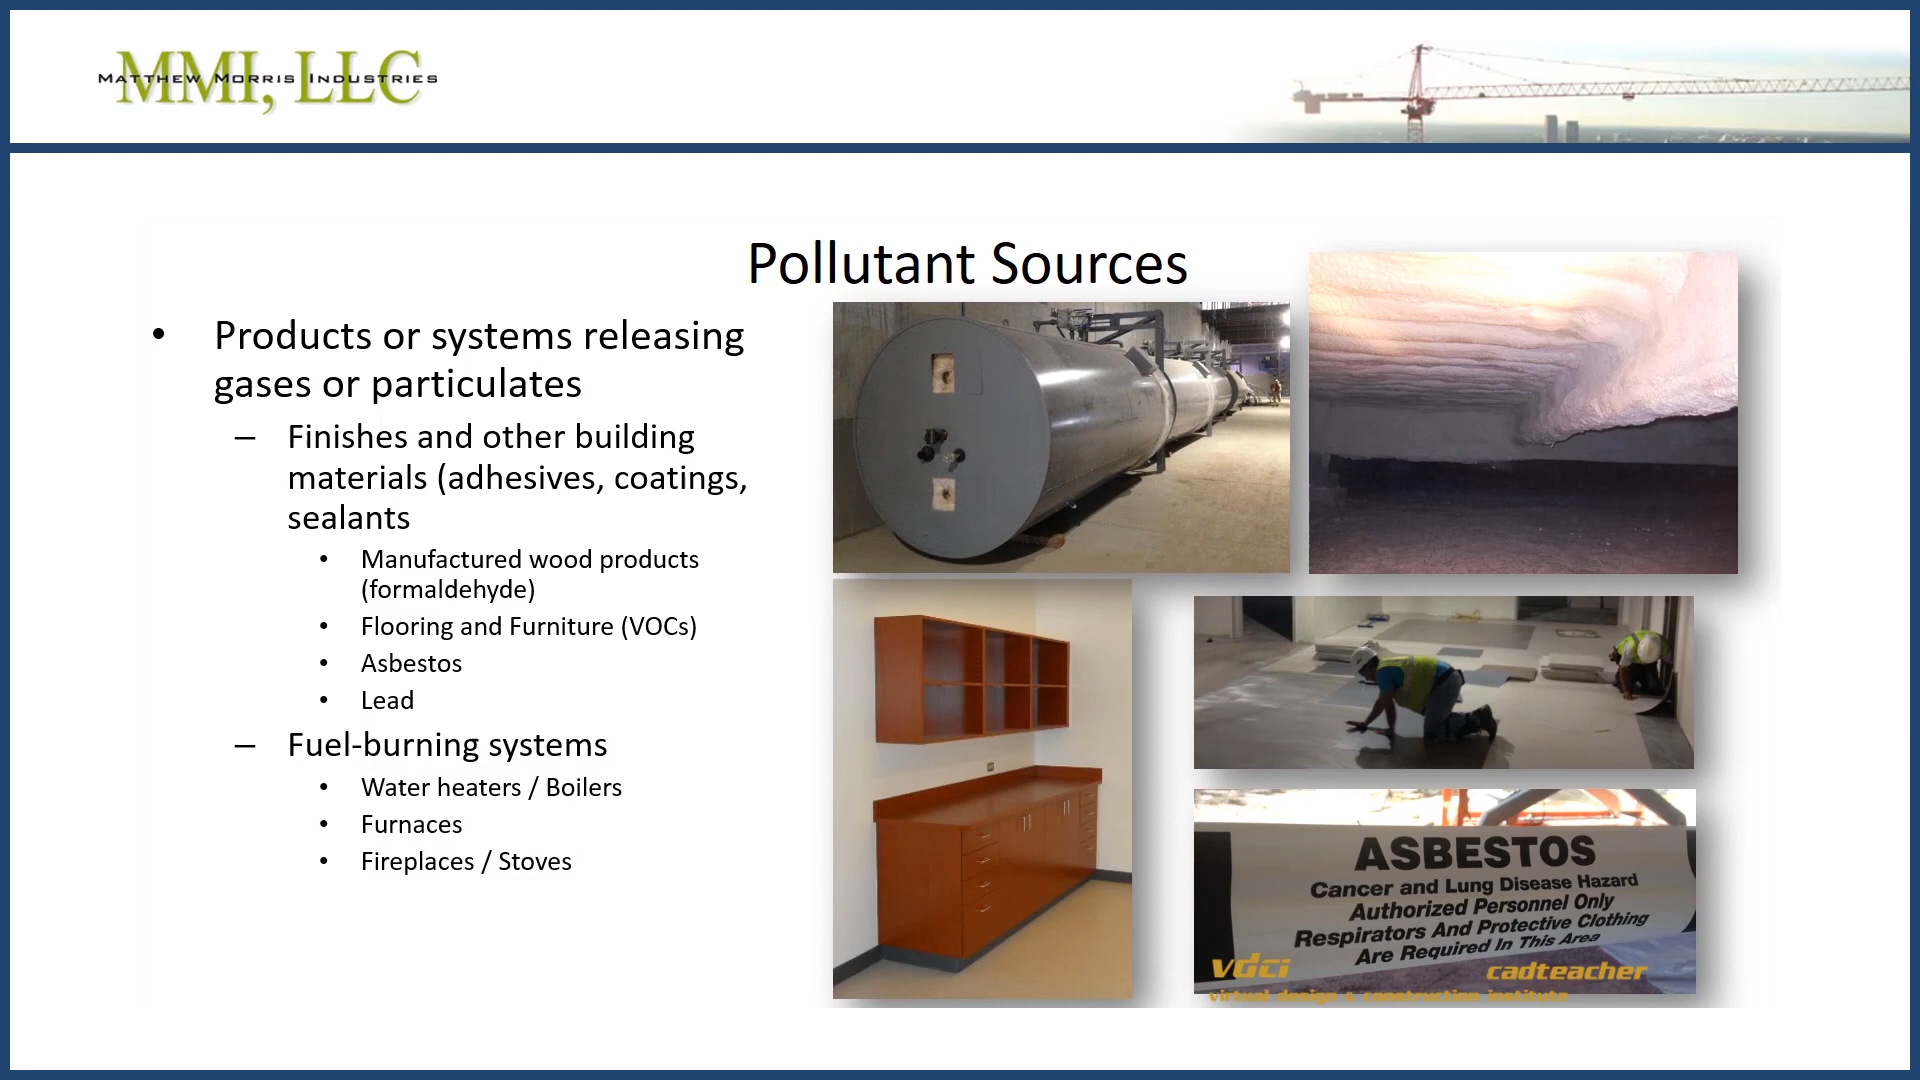 MMI, LLC
MATTHEW MORRIS INDUSTRIES
Pollutant Sources
• Products or systems releasing
gases or particulates
– Finishes and other building
materials (adhesives, coatings,
sealants
• Manufactured wood products
(formaldehyde)
• Flooring and Furniture (VOCs)
• Asbestos
• Lead
– Fuel-burning systems
• Water heaters / Boilers
• Furnaces
• Fireplaces / Stoves
ASBESTOS
Cancer and Lung Disease Hazard
Authorized Personnel Only
Respirators And Protective Clothing
Are Required In This Area
vdci
cadteacher
virtual design & construction institute